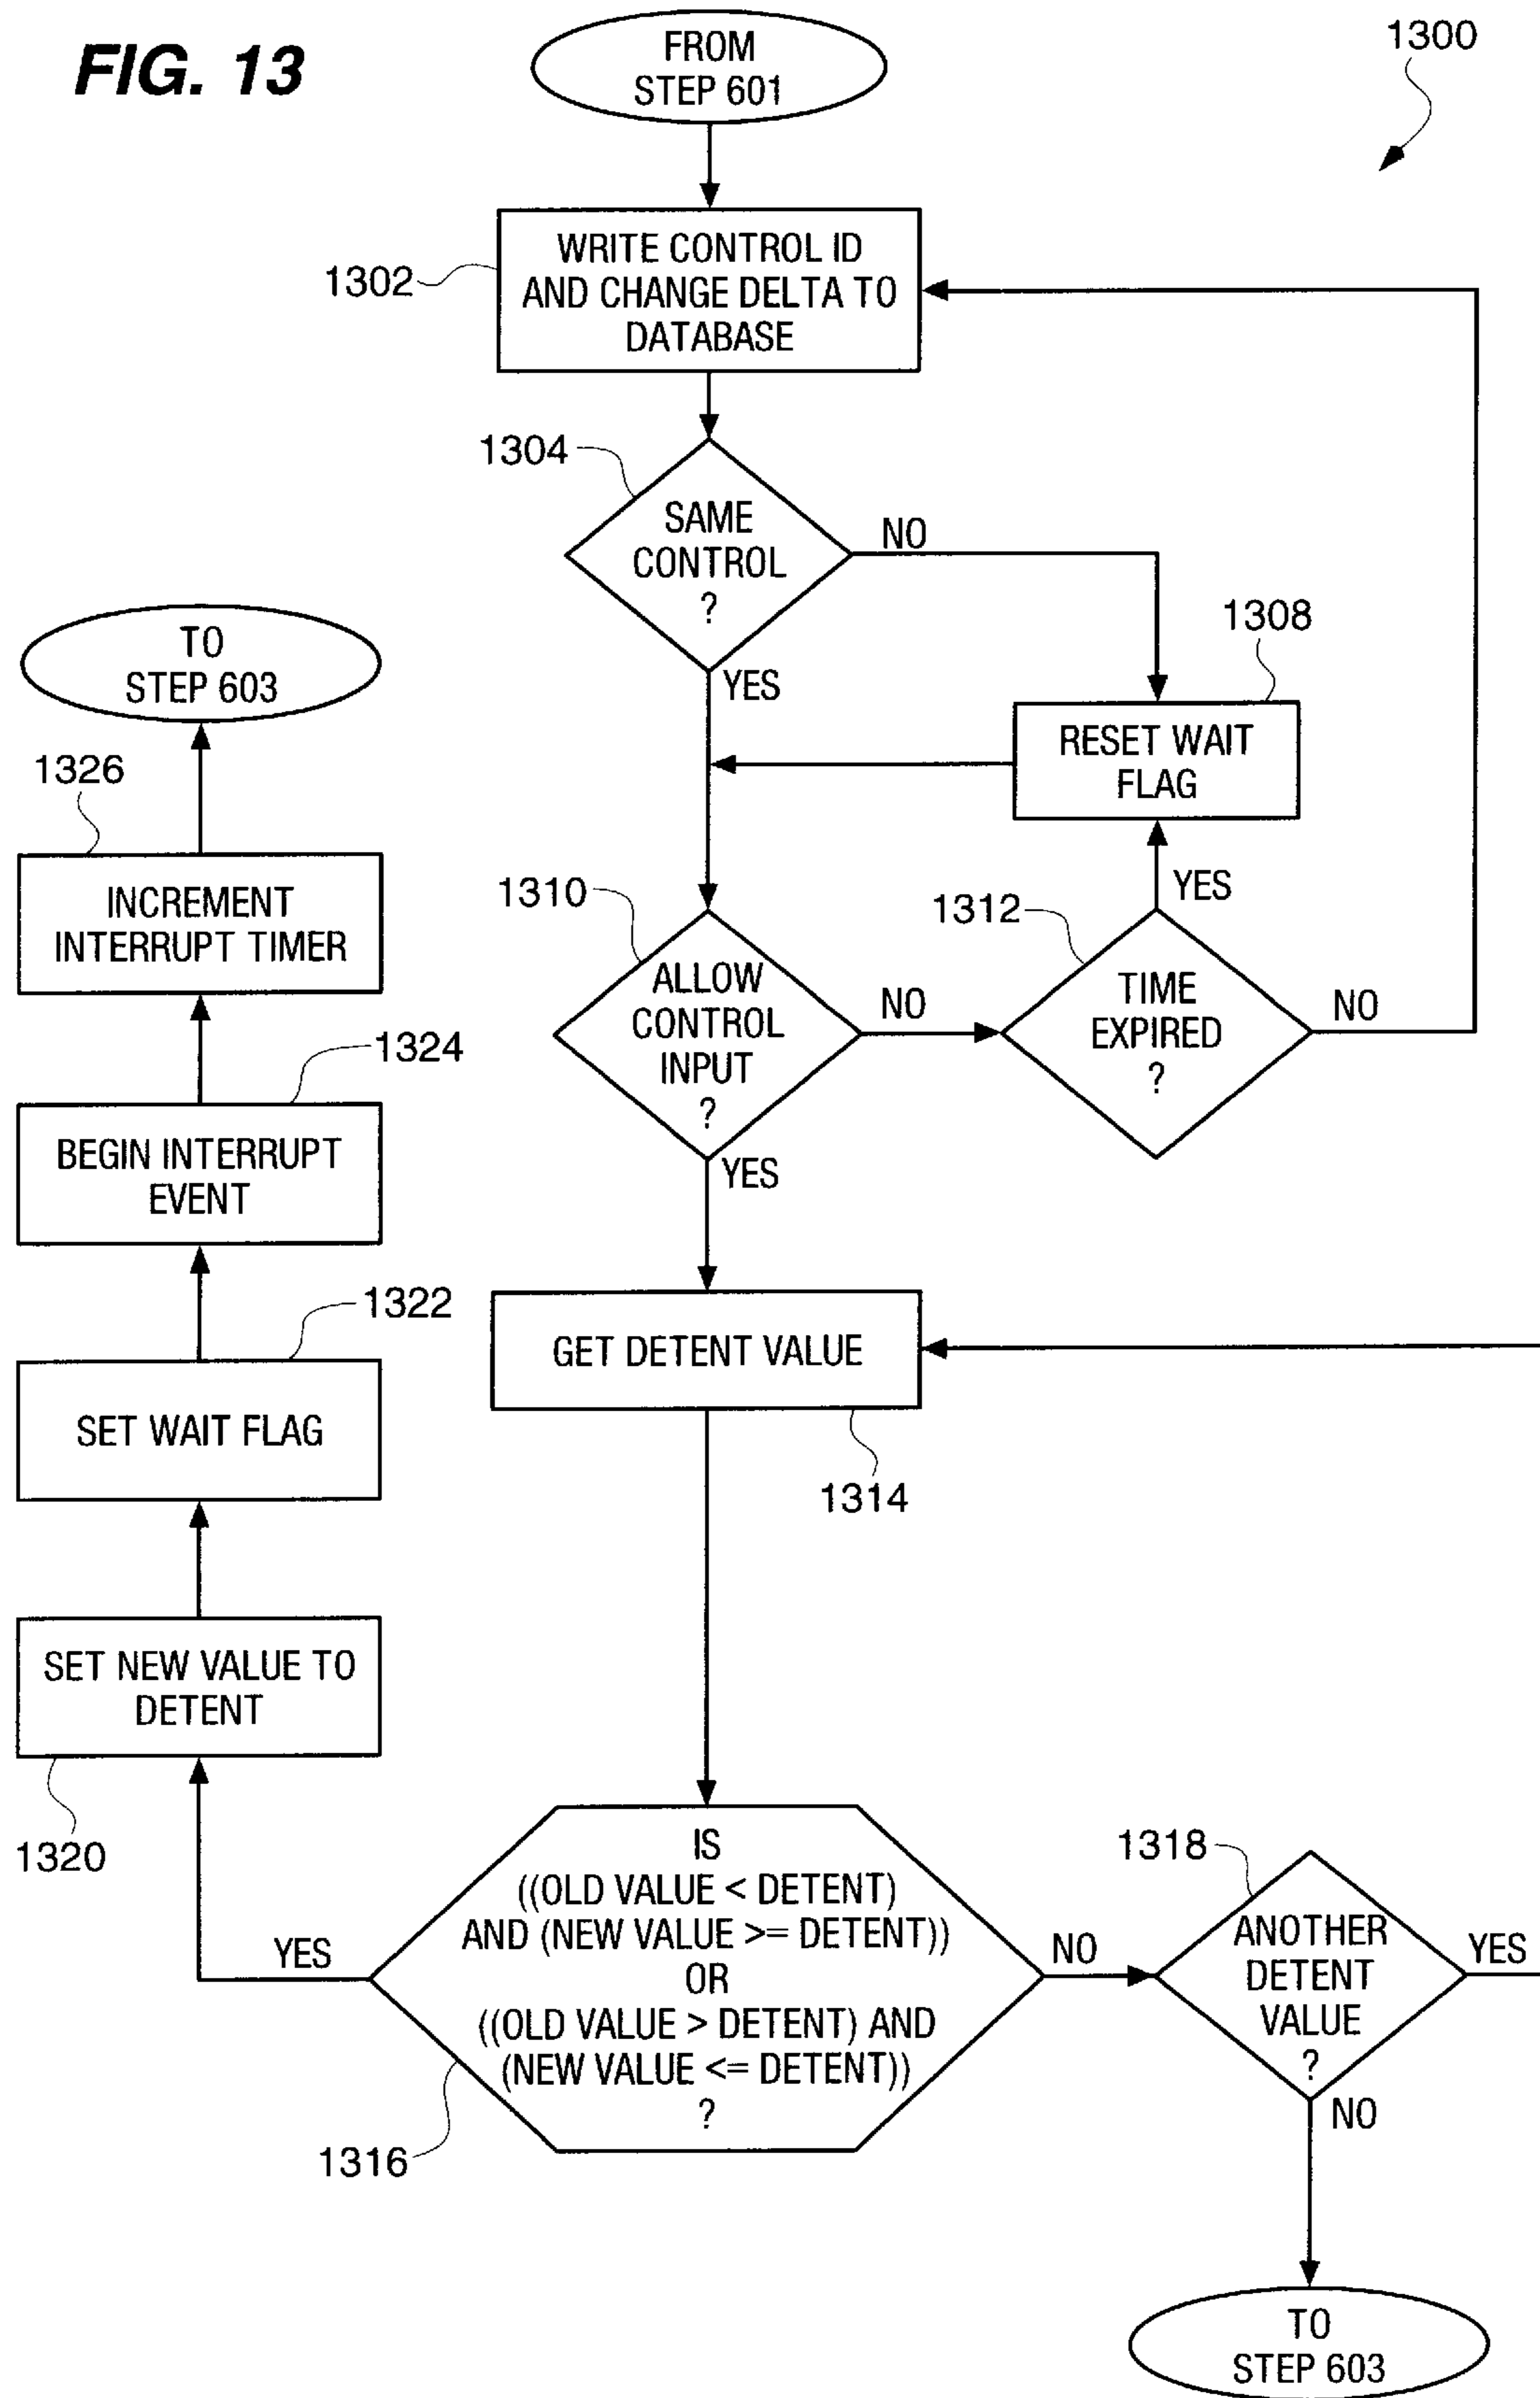 FIG. 13
FROM
STEP 601
1300
1302
WRITE CONTROL ID
AND CHANGE DELTA TO
DATABASE
1304
SAME
CONTROL
?
NO
YES
1308
RESET WAIT
FLAG
TO
STEP 603
1326
INCREMENT
INTERRUPT TIMER
1310
ALLOW
CONTROL
INPUT
?
NO
YES
1312
TIME
EXPIRED
?
YES
NO
1324
BEGIN INTERRUPT
EVENT
1322
SET WAIT FLAG
GET DETENT VALUE
1314
SET NEW VALUE TO
DETENT
1320
IS
((OLD VALUE < DETENT)
AND (NEW VALUE >= DETENT))
OR
((OLD VALUE > DETENT) AND
(NEW VALUE <= DETENT))
?
YES
NO
1316
1318
ANOTHER
DETENT
VALUE
?
YES
NO
TO
STEP 603